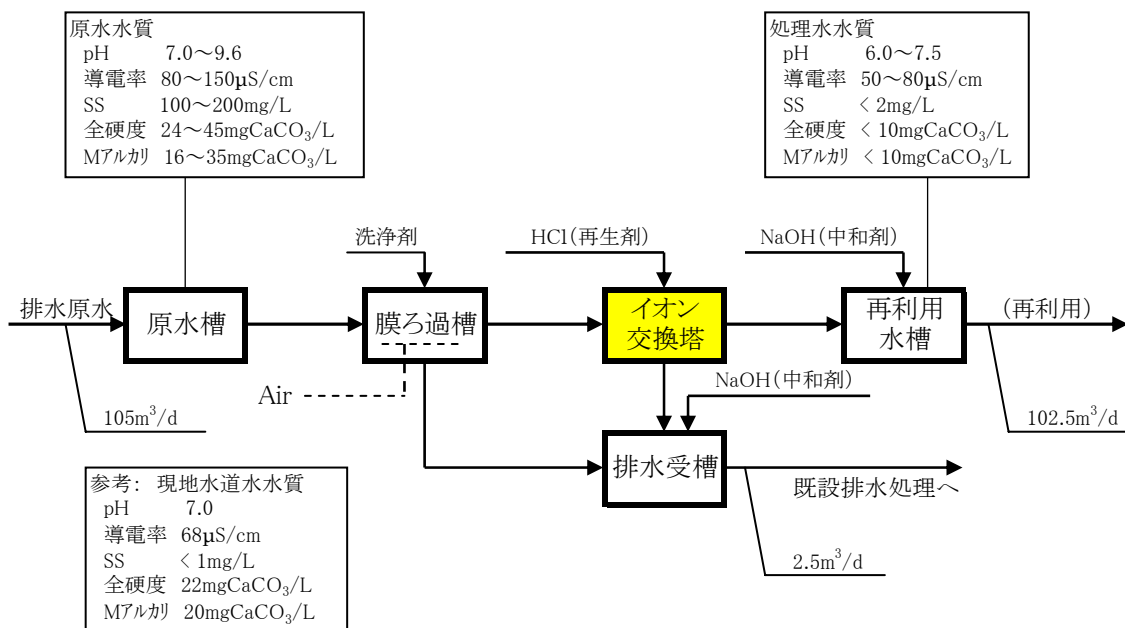 原水水質
pH 7.0~9.6
導電率 80~150µS/cm
SS 100~200mg/L
全硬度 24~45mgCaCO₃/L
Mアルカリ 16~35mgCaCO₃/L
処理水水質
pH 6.0~7.5
導電率 50~80µS/cm
SS < 2mg/L
全硬度 < 10mgCaCO₃/L
Mアルカリ < 10mgCaCO₃/L
洗浄剤
HCl(再生剤)
NaOH(中和剤)
排水原水
原水槽
膜ろ過槽
イオン
交換塔
再利用
水槽
(再利用)
Air
NaOH(中和剤)
105m³/d
102.5m³/d
排水受槽
既設排水処理へ
2.5m³/d
参考: 現地水道水水質
pH 7.0
導電率 68µS/cm
SS < 1mg/L
全硬度 22mgCaCO₃/L
Mアルカリ 20mgCaCO₃/L